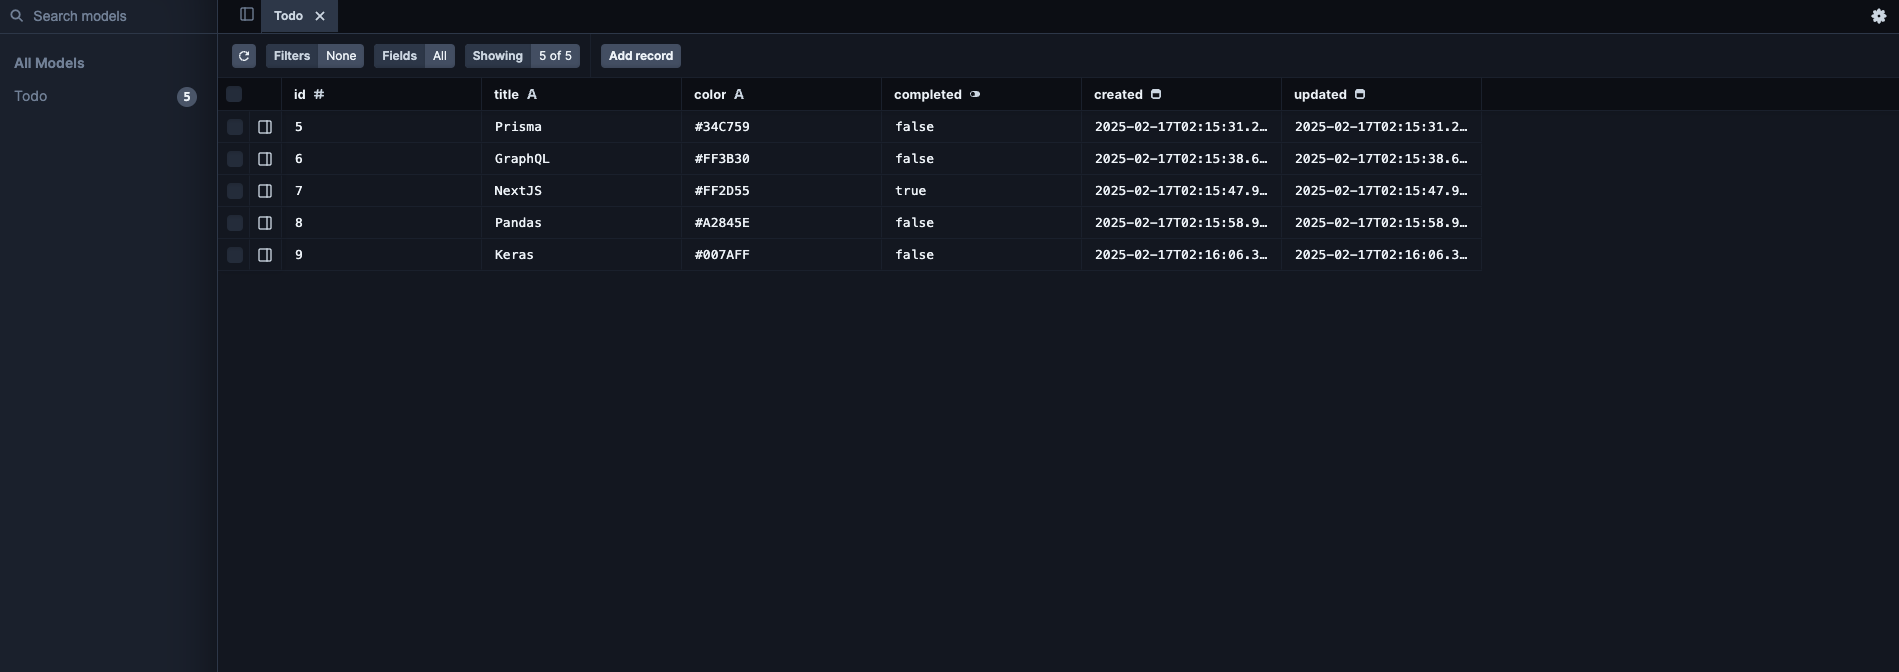 Search models
Todo
All Models
Todo 5
Filters None Fields All Showing 5 of 5 Add record
id # title A color A completed created updated
5 Prisma #34C759 false 2025-02-17T02:15:31.2… 2025-02-17T02:15:31.2…
6 GraphQL #FF3B30 false 2025-02-17T02:15:38.6… 2025-02-17T02:15:38.6…
7 NextJS #FF2D55 true 2025-02-17T02:15:47.9… 2025-02-17T02:15:47.9…
8 Pandas #A2845E false 2025-02-17T02:15:58.9… 2025-02-17T02:15:58.9…
9 Keras #007AFF false 2025-02-17T02:16:06.3… 2025-02-17T02:16:06.3…